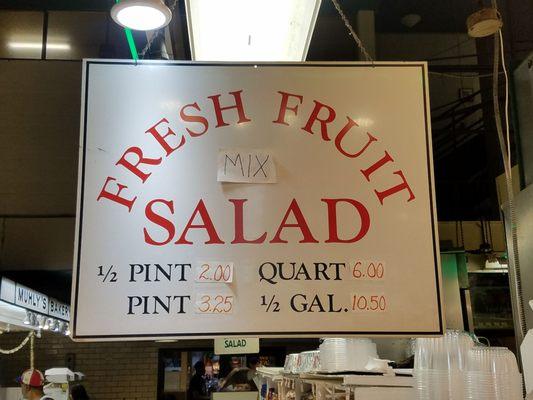 FRESH FRUIT
MIX
SALAD
½ PINT 2.00 QUART 6.00
PINT 3.25 ½ GAL. 10.50
MUHLY'S BAKERY
SALAD